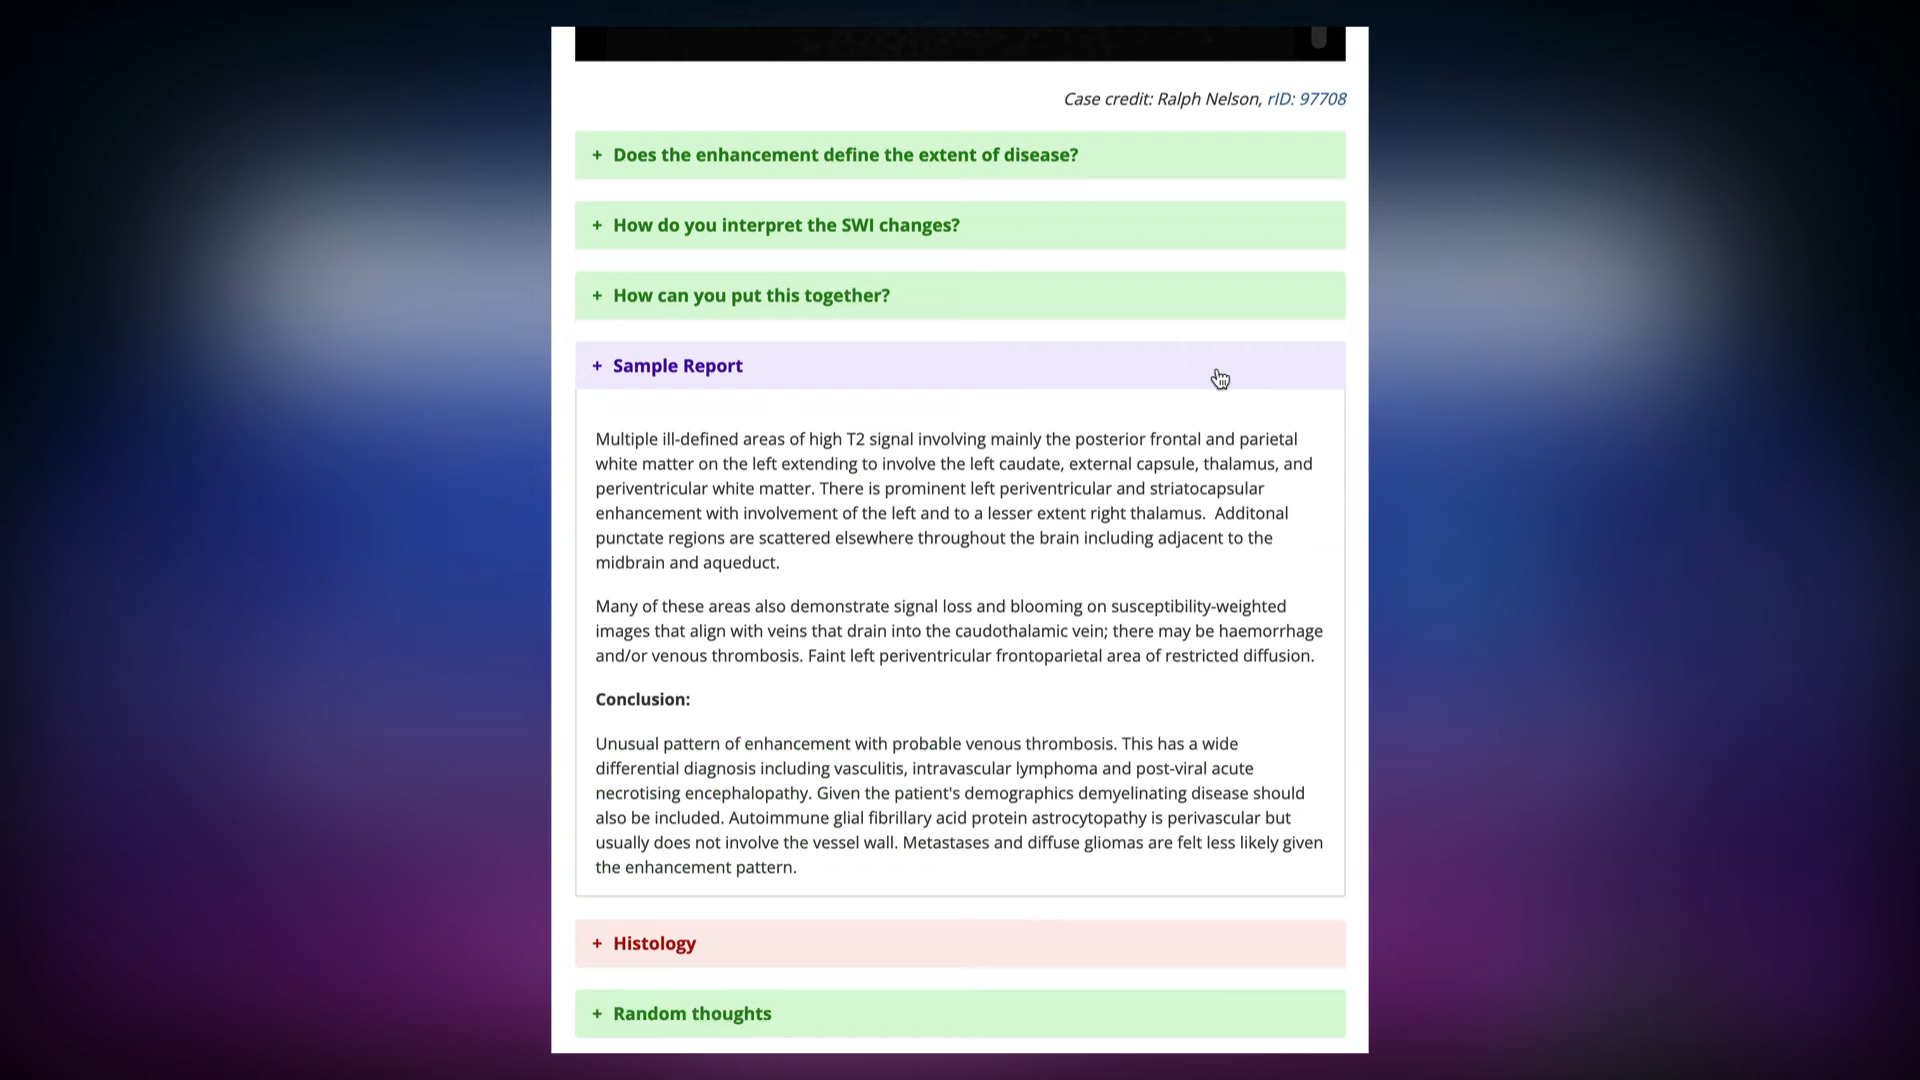 Case credit: Ralph Nelson, rID: 97708
+ Does the enhancement define the extent of disease?
+ How do you interpret the SWI changes?
+ How can you put this together?
+ Sample Report
Multiple ill-defined areas of high T2 signal involving mainly the posterior frontal and parietal
white matter on the left extending to involve the left caudate, external capsule, thalamus, and
periventricular white matter. There is prominent left periventricular and striatocapsular
enhancement with involvement of the left and to a lesser extent right thalamus.  Additonal
punctate regions are scattered elsewhere throughout the brain including adjacent to the
midbrain and aqueduct.
Many of these areas also demonstrate signal loss and blooming on susceptibility-weighted
images that align with veins that drain into the caudothalamic vein; there may be haemorrhage
and/or venous thrombosis. Faint left periventricular frontoparietal area of restricted diffusion.
Conclusion:
Unusual pattern of enhancement with probable venous thrombosis. This has a wide
differential diagnosis including vasculitis, intravascular lymphoma and post-viral acute
necrotising encephalopathy. Given the patient's demographics demyelinating disease should
also be included. Autoimmune glial fibrillary acid protein astrocytopathy is perivascular but
usually does not involve the vessel wall. Metastases and diffuse gliomas are felt less likely given
the enhancement pattern.
+ Histology
+ Random thoughts